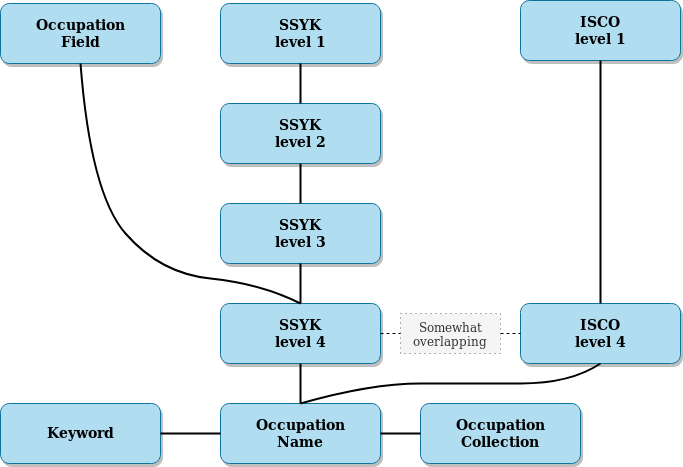 Occupation
Field
SSYK
level 1
ISCO
level 1
SSYK
level 2
SSYK
level 3
SSYK
level 4
Somewhat
overlapping
ISCO
level 4
Keyword
Occupation
Name
Occupation
Collection